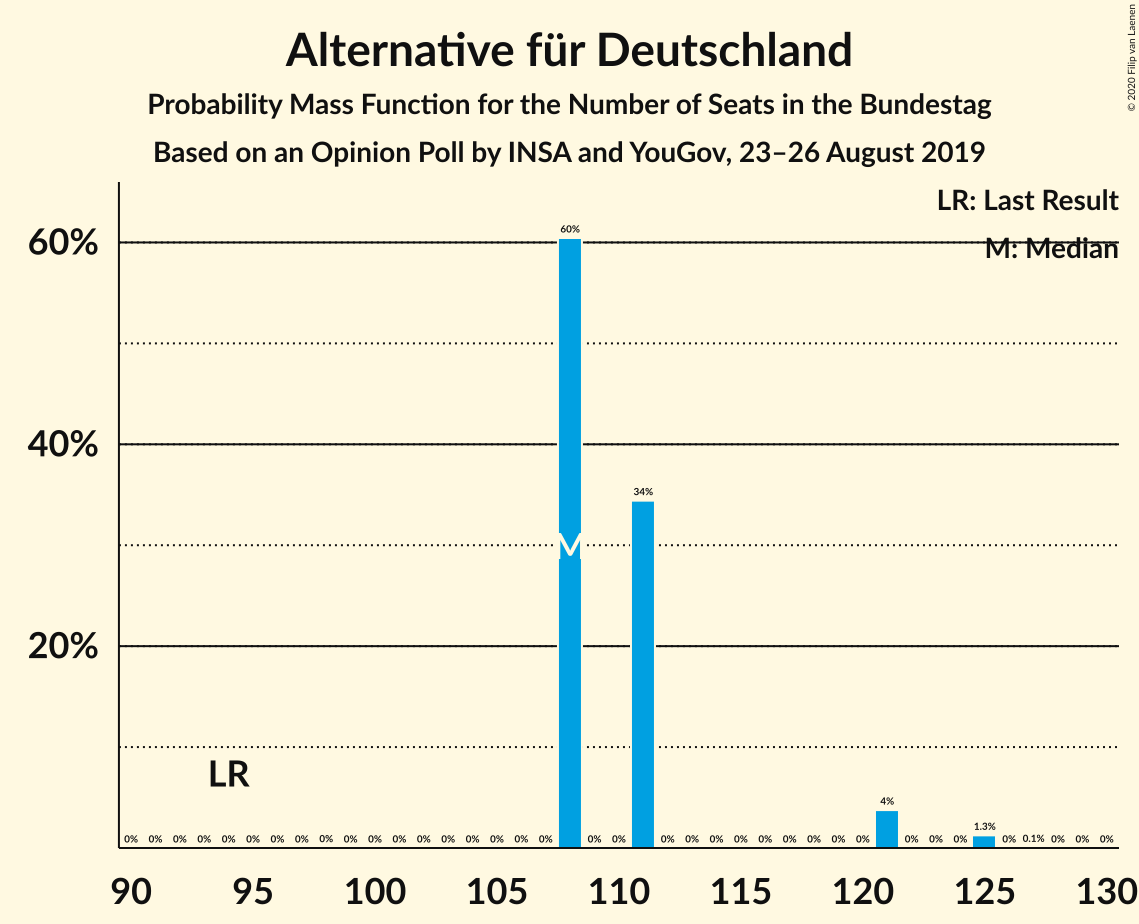 © 2020 Filip van Laenen
Alternative für Deutschland
Probability Mass Function for the Number of Seats in the Bundestag
Based on an Opinion Poll by INSA and YouGov, 23–26 August 2019
LR: Last Result
M: Median
60%
40%
20%
60%
34%
M
LR
4%
1.3%
0% 0% 0% 0% 0% 0% 0% 0% 0% 0% 0% 0% 0% 0% 0% 0% 0% 0% 0% 0% 0% 0% 0% 0% 0% 0% 0% 0% 0% 0% 0% 0% 0% 0.1% 0% 0% 0%
90 95 100 105 110 115 120 125 130